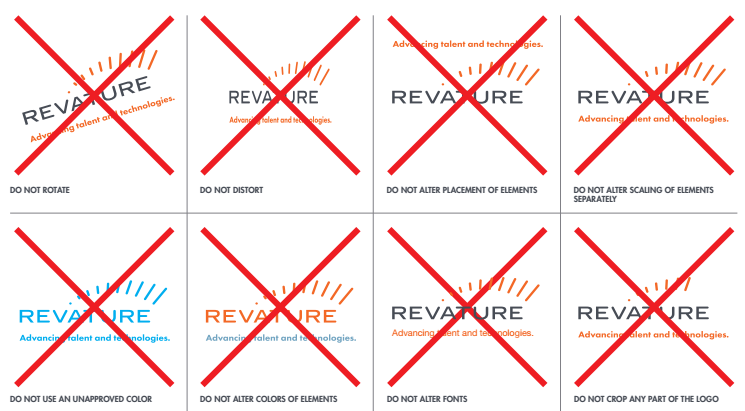 REVATURE
Advancing talent and technologies.
DO NOT ROTATE
REVATURE
Advancing talent and technologies.
DO NOT DISTORT
Advancing talent and technologies.
REVATURE
DO NOT ALTER PLACEMENT OF ELEMENTS
REVATURE
Advancing talent and technologies.
DO NOT ALTER SCALING OF ELEMENTS
SEPARATELY
REVATURE
Advancing talent and technologies.
DO NOT USE AN UNAPPROVED COLOR
REVATURE
Advancing talent and technologies.
DO NOT ALTER COLORS OF ELEMENTS
REVATURE
Advancing talent and technologies.
DO NOT ALTER FONTS
REVATURE
Advancing talent and technologies.
DO NOT CROP ANY PART OF THE LOGO